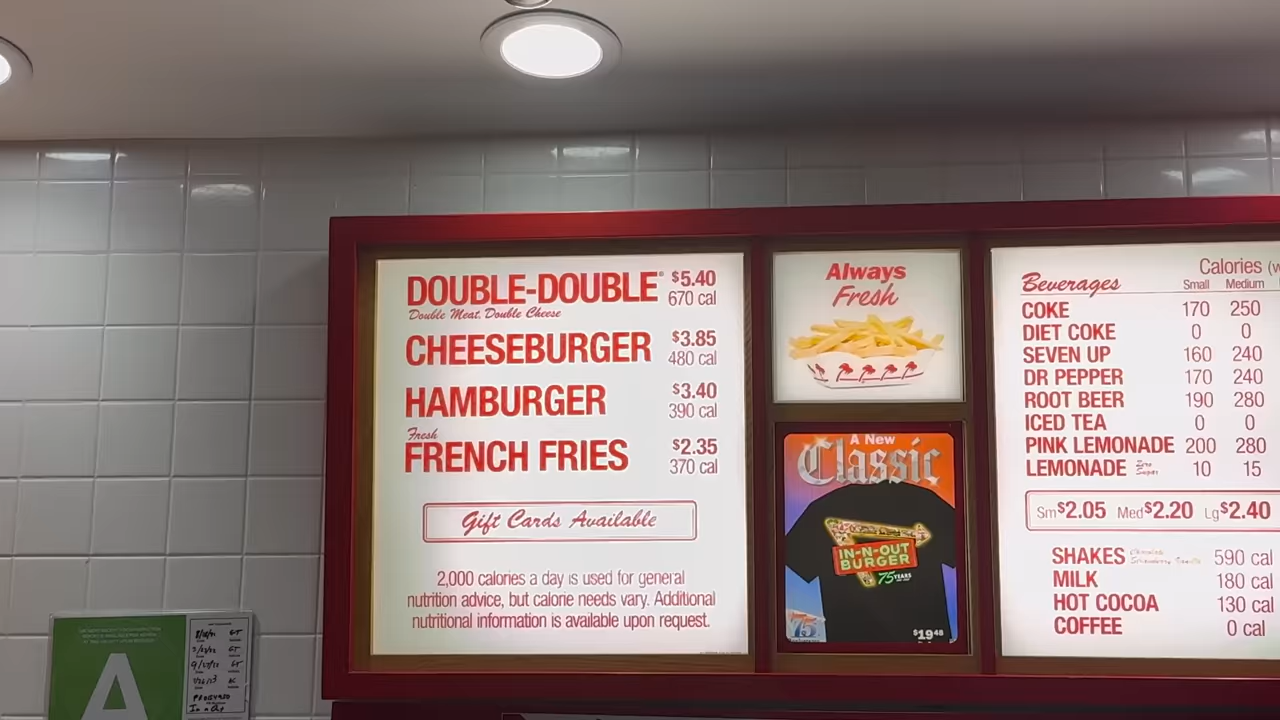 DOUBLE-DOUBLE® $5.40
Double Meat, Double Cheese 670 cal
CHEESEBURGER $3.85
480 cal
HAMBURGER $3.40
390 cal
Fresh
FRENCH FRIES $2.35
370 cal
Gift Cards Available
2,000 calories a day is used for general
nutrition advice, but calorie needs vary. Additional
nutritional information is available upon request.
Always
Fresh
A New
Classic
IN-N-OUT
BURGER
75 YEARS
75
$19.48
Calories
Beverages Small Medium
COKE 170 250
DIET COKE 0 0
SEVEN UP 160 240
DR PEPPER 170 240
ROOT BEER 190 280
ICED TEA 0 0
PINK LEMONADE 200 280
LEMONADE Zero Sugar 10 15
Sm $2.05 Med $2.20 Lg $2.40
SHAKES 590 cal
MILK 180 cal
HOT COCOA 130 cal
COFFEE 0 cal
A